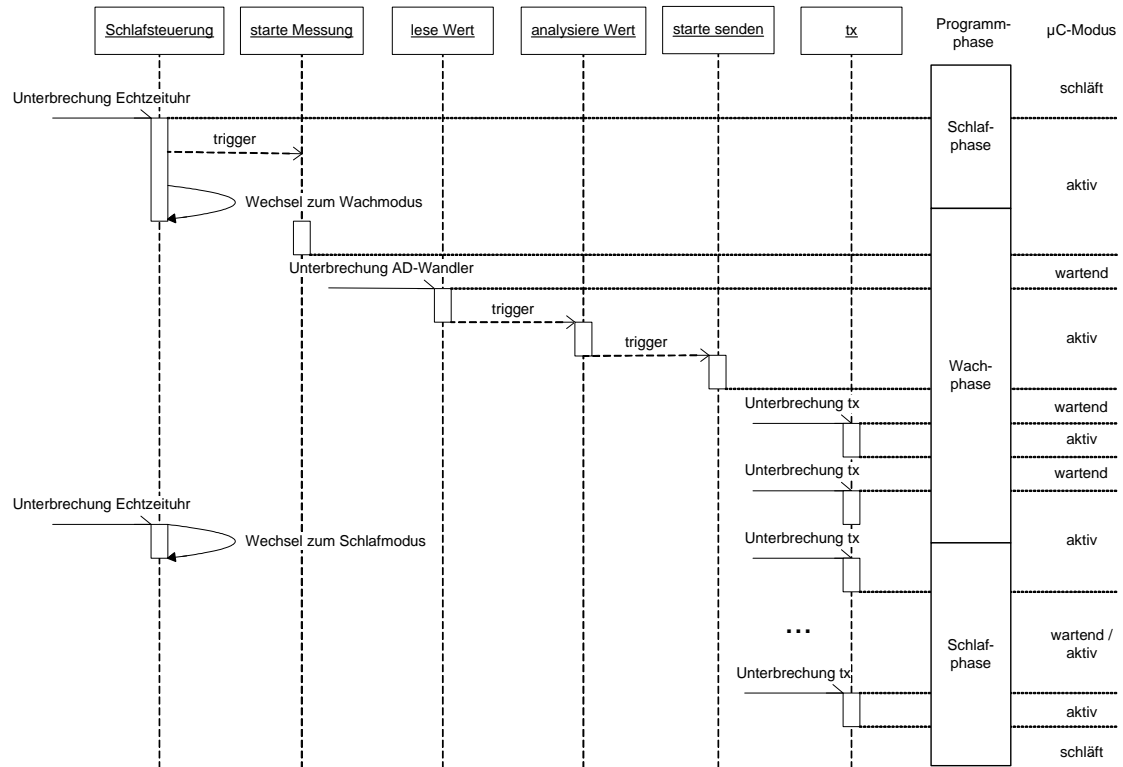 Schlafsteuerung
starte Messung
lese Wert
analysiere Wert
starte senden
tx
Programm-
phase
µC-Modus
schläft
Unterbrechung Echtzeituhr
Schlaf-
phase
trigger
aktiv
Wechsel zum Wachmodus
Unterbrechung AD-Wandler
wartend
trigger
trigger
aktiv
Wach-
phase
Unterbrechung tx
wartend
aktiv
Unterbrechung tx
wartend
Unterbrechung Echtzeituhr
Wechsel zum Schlafmodus
Unterbrechung tx
aktiv
...
wartend /
aktiv
Schlaf-
phase
Unterbrechung tx
aktiv
schläft